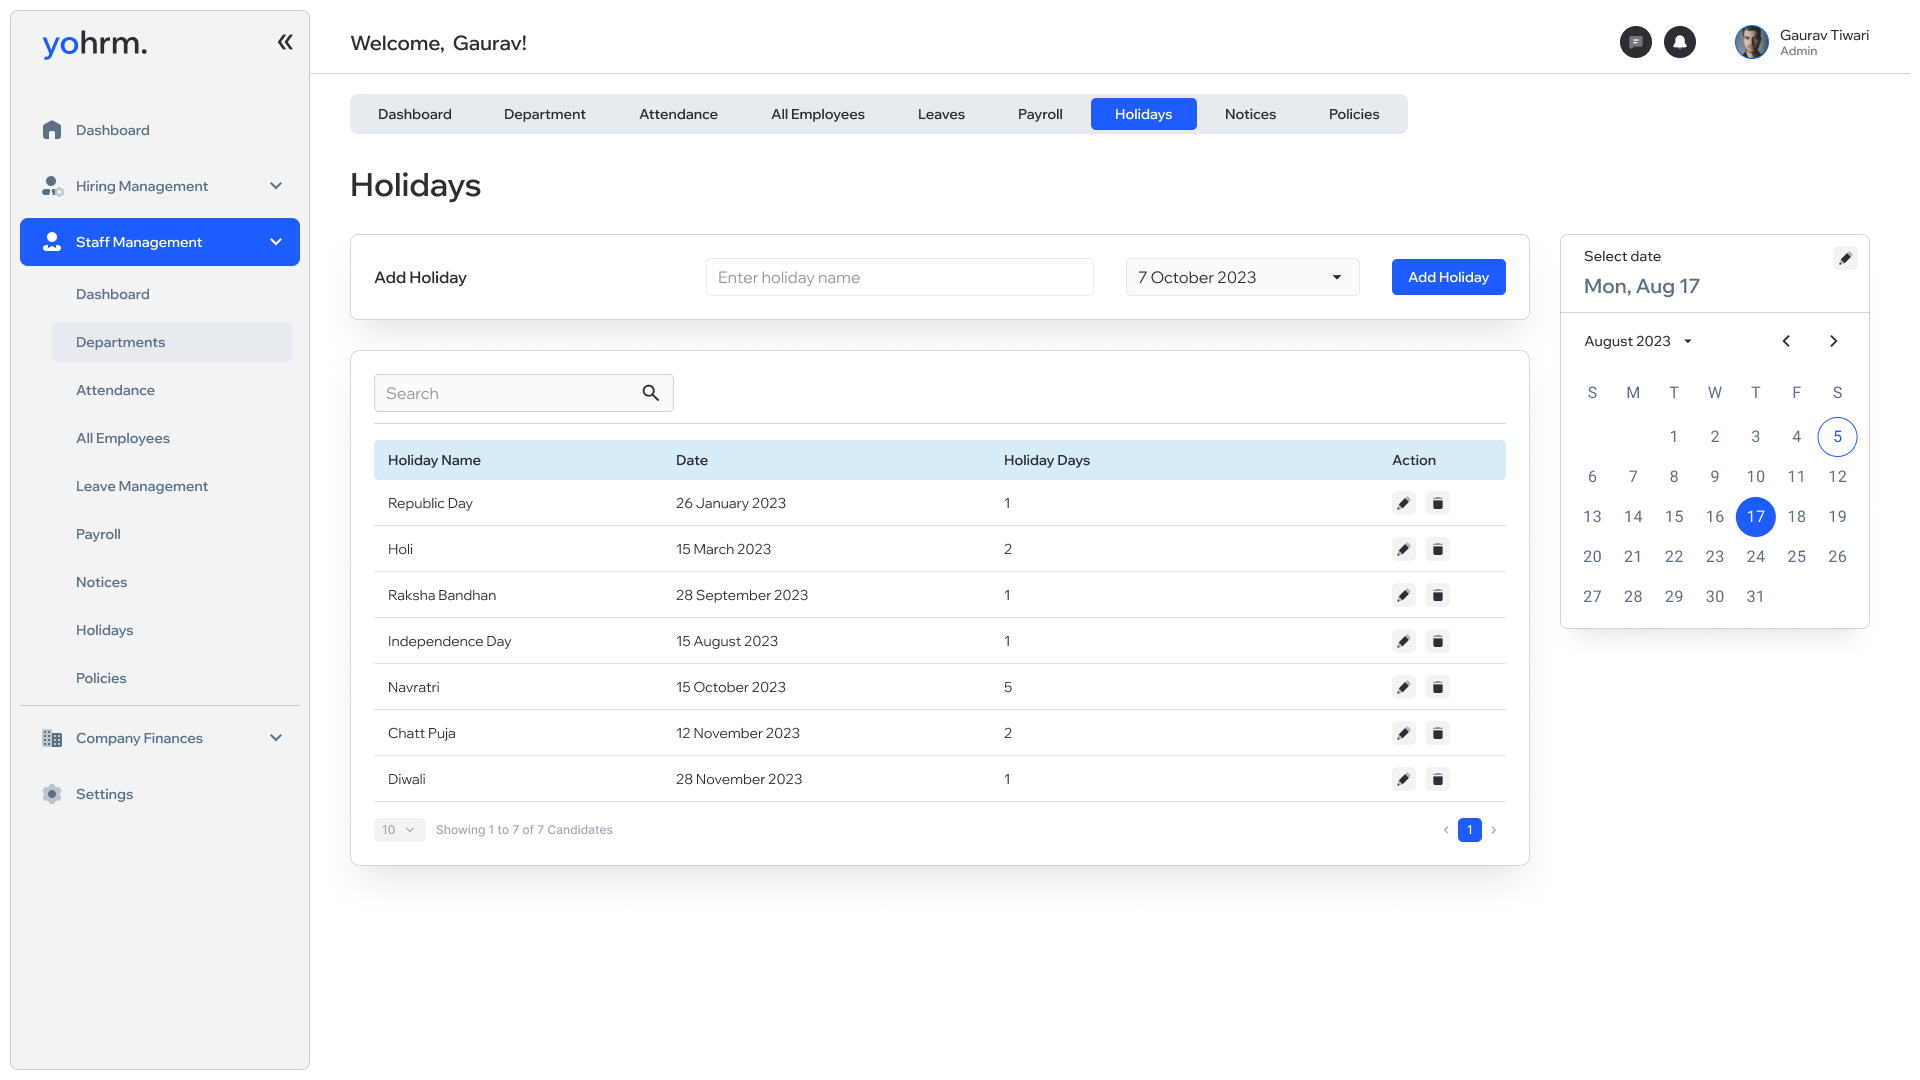 yohrm.
Dashboard
Hiring Management
Staff Management
Dashboard
Departments
Attendance
All Employees
Leave Management
Payroll
Notices
Holidays
Policies
Company Finances
Settings
Welcome, Gaurav!
Gaurav Tiwari
Admin
Dashboard Department Attendance All Employees Leaves Payroll Holidays Notices Policies
Holidays
Add Holiday Enter holiday name 7 October 2023 Add Holiday
Search
Holiday Name Date Holiday Days Action
Republic Day 26 January 2023 1
Holi 15 March 2023 2
Raksha Bandhan 28 September 2023 1
Independence Day 15 August 2023 1
Navratri 15 October 2023 5
Chatt Puja 12 November 2023 2
Diwali 28 November 2023 1
10 Showing 1 to 7 of 7 Candidates 1
Select date
Mon, Aug 17
August 2023
S M T W T F S
1 2 3 4 5
6 7 8 9 10 11 12
13 14 15 16 17 18 19
20 21 22 23 24 25 26
27 28 29 30 31